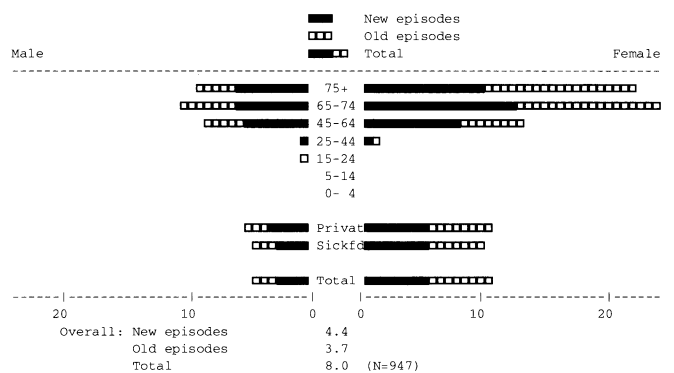 New episodes
Old episodes
Male Total Female
75+
65-74
45-64
25-44
15-24
5-14
0- 4
Privat
Sickfd
Total
20 10 0 0 10 20
Overall: New episodes 4.4
Old episodes 3.7
Total 8.0 (N=947)